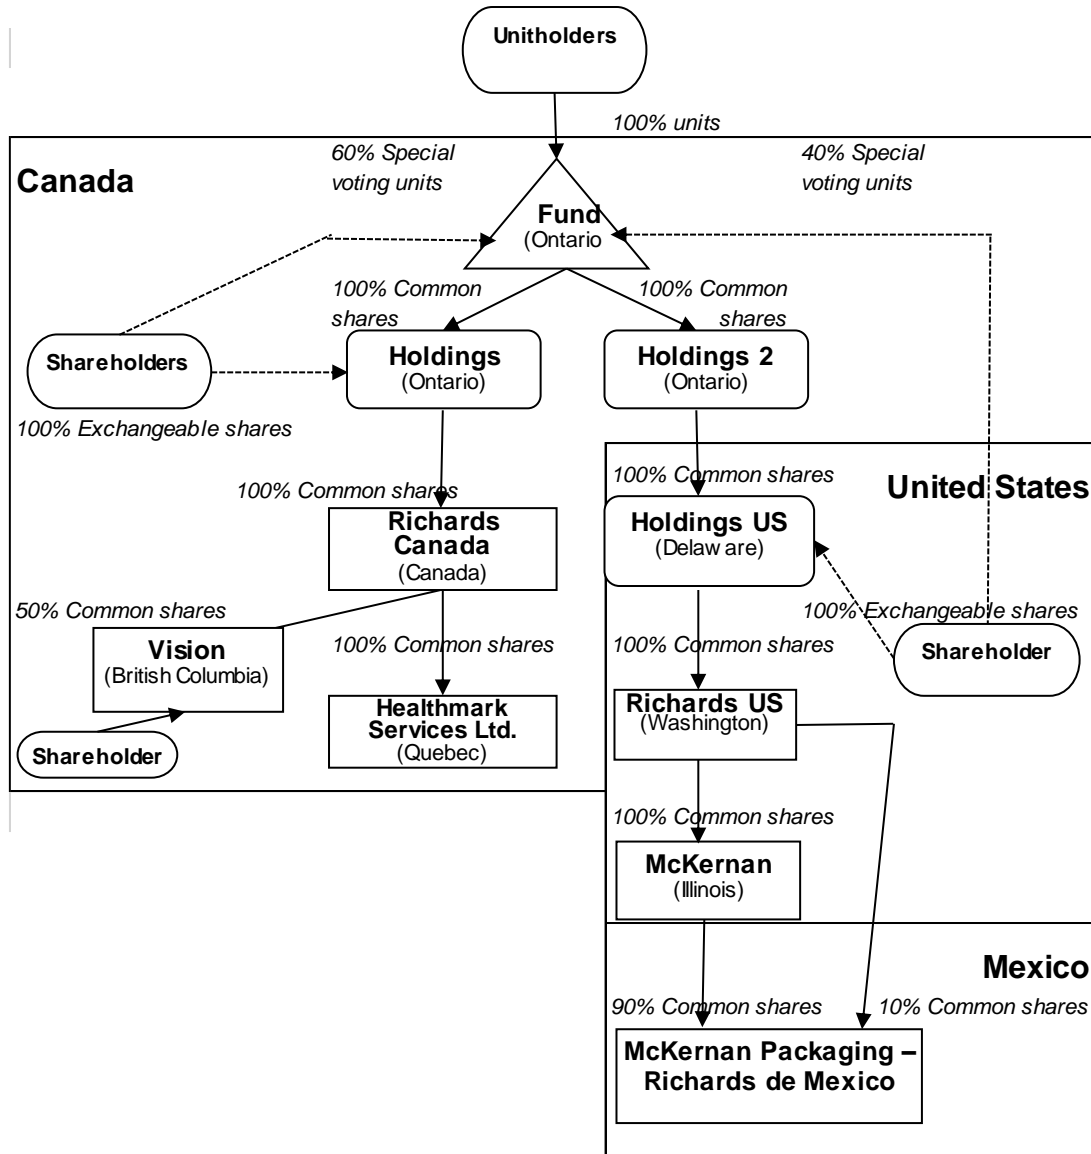 Unitholders
100% units
60% Special
voting units
40% Special
voting units
Canada
Fund
(Ontario
100% Common
shares
100% Common
shares
Shareholders
Holdings
(Ontario)
Holdings 2
(Ontario)
100% Exchangeable shares
100% Common shares
United States
100% Common shares
Richards
Canada
(Canada)
Holdings US
(Delaware)
50% Common shares
100% Exchangeable shares
Vision
(British Columbia)
100% Common shares
100% Common shares
Shareholder
Healthmark
Services Ltd.
(Quebec)
Richards US
(Washington)
Shareholder
100% Common shares
McKernan
(Illinois)
Mexico
90% Common shares
10% Common shares
McKernan Packaging –
Richards de Mexico